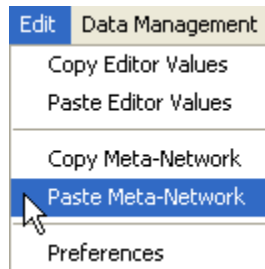 Edit Data Management
Copy Editor Values
Paste Editor Values
Copy Meta-Network
Paste Meta-Network
Preferences